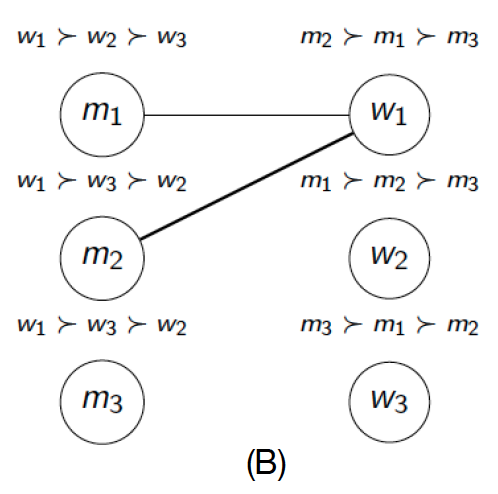 w₁ ≻ w₂ ≻ w₃ m₂ ≻ m₁ ≻ m₃
m₁ w₁
w₁ ≻ w₃ ≻ w₂ m₁ ≻ m₂ ≻ m₃
m₂ w₂
w₁ ≻ w₃ ≻ w₂ m₃ ≻ m₁ ≻ m₂
m₃ w₃
(B)